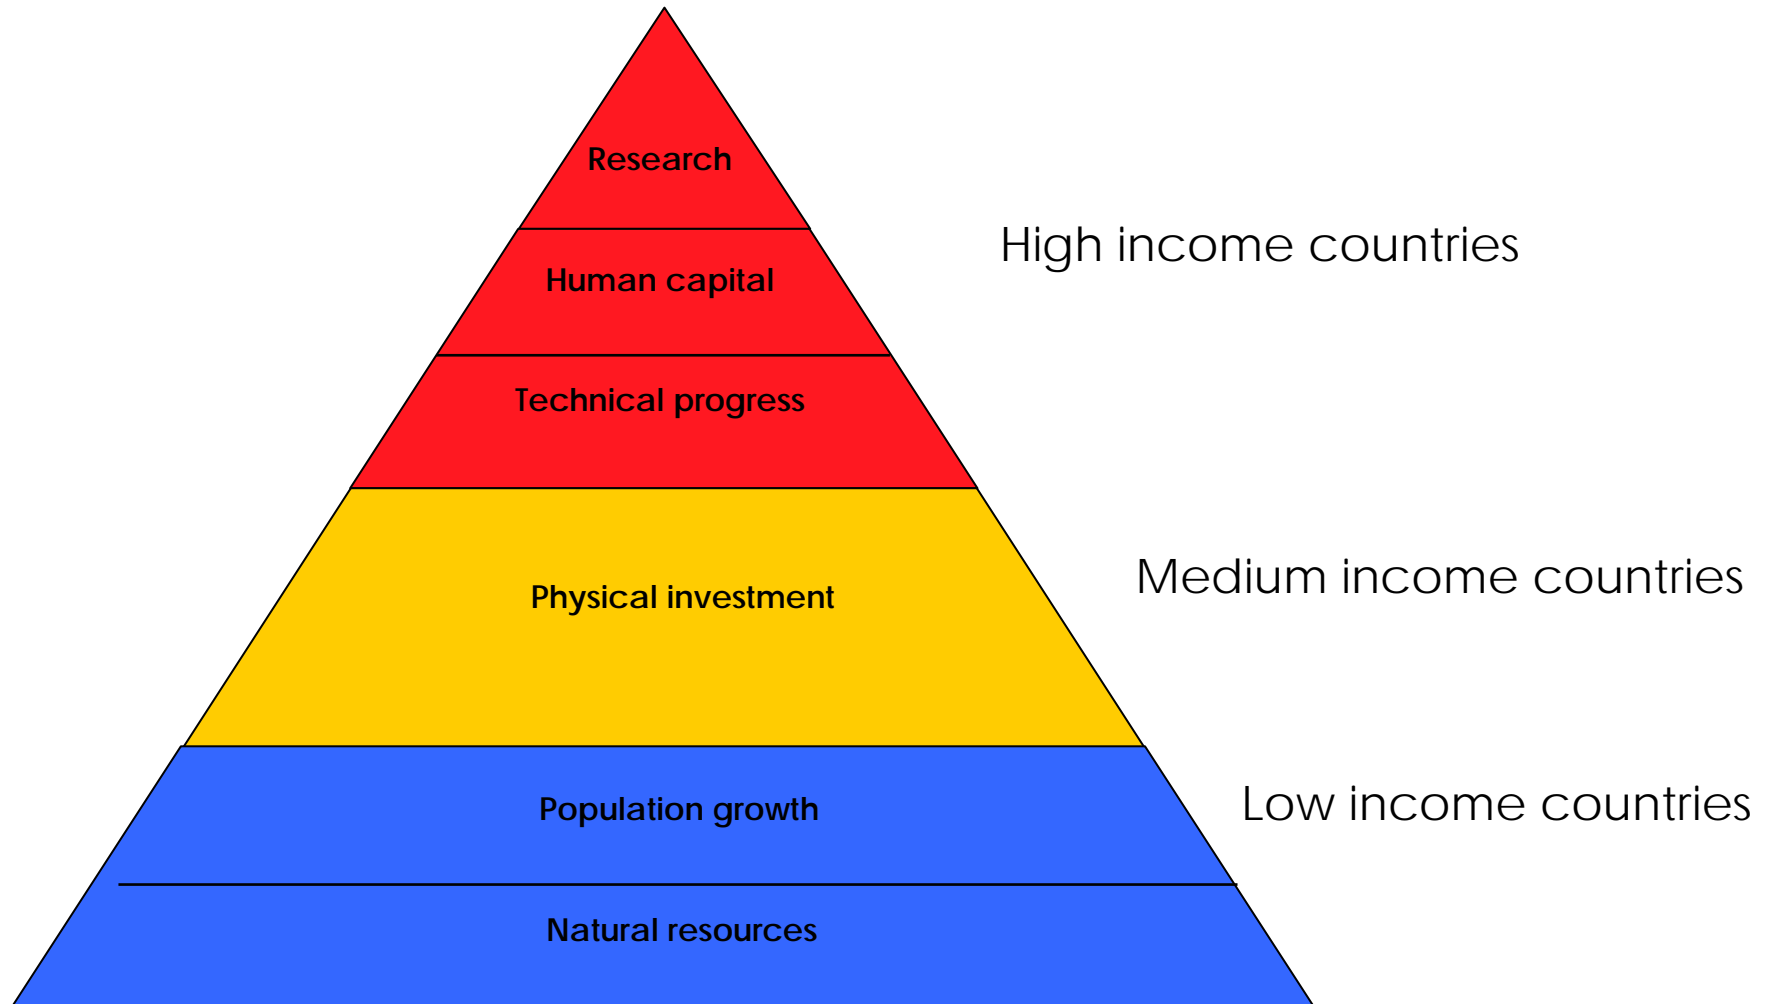 Research
High income countries
Human capital
Technical progress
Medium income countries
Physical investment
Low income countries
Population growth
Natural resources